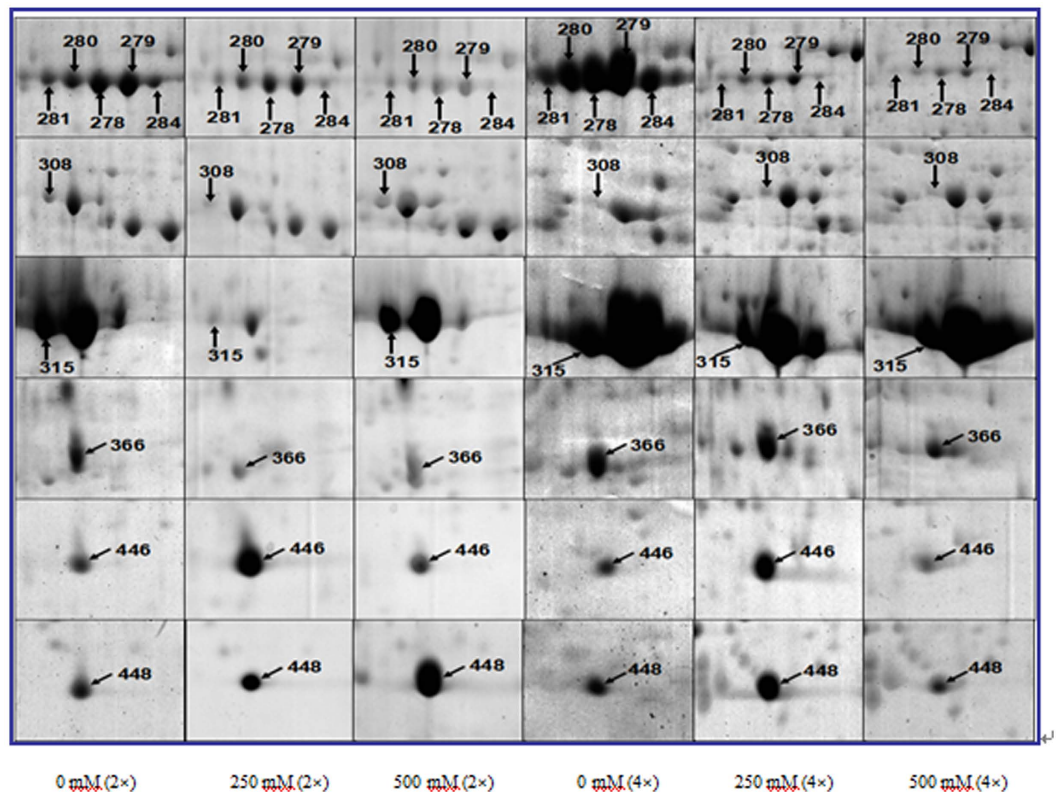 280 279 280 279 280 279 280 279 280 279 280 279
281 278 284 281 278 284 281 278 284 281 278 284 281 278 284 281 278 284
308 308 308 308 308 308
315 315 315 315 315 315
366 366 366 366 366 366
446 446 446 446 446 446
448 448 448 448 448 448
0 mM (2×) 250 mM (2×) 500 mM (2×) 0 mM (4×) 250 mM (4×) 500 mM (4×)